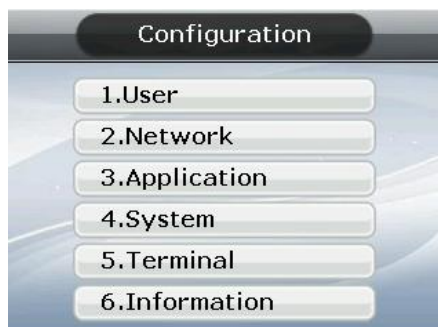 Configuration
1.User
2.Network
3.Application
4.System
5.Terminal
6.Information